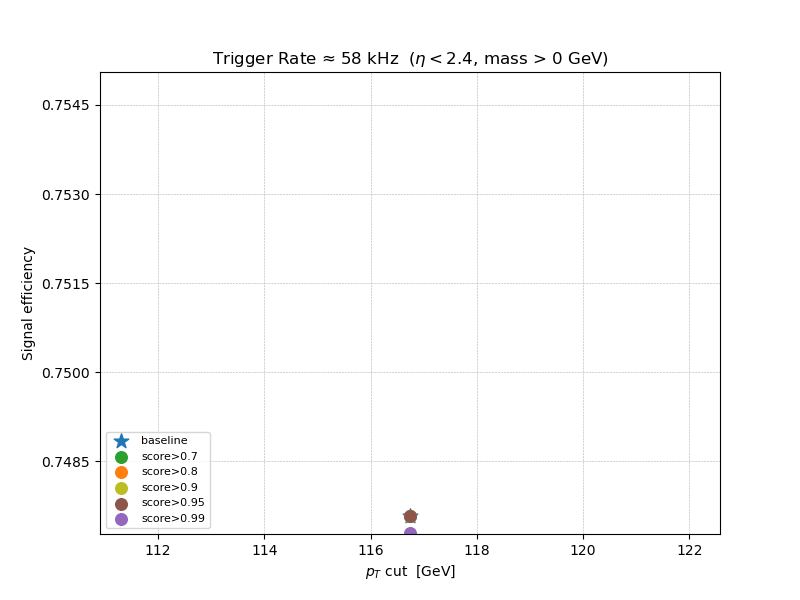 Trigger Rate ≈ 58 kHz (η < 2.4, mass > 0 GeV)
Signal efficiency
0.7545
0.7530
0.7515
0.7500
0.7485
baseline
score>0.7
score>0.8
score>0.9
score>0.95
score>0.99
112 114 116 118 120 122
p_T cut [GeV]